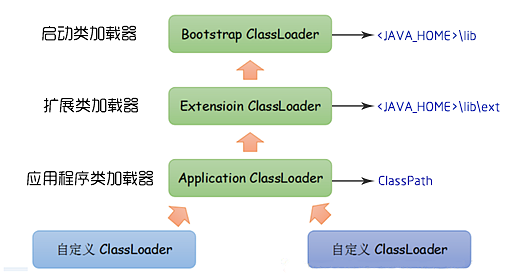 启动类加载器 Bootstrap ClassLoader <JAVA_HOME>\lib
扩展类加载器 Extensioin ClassLoader <JAVA_HOME>\lib\ext
应用程序类加载器 Application ClassLoader ClassPath
自定义 ClassLoader 自定义 ClassLoader